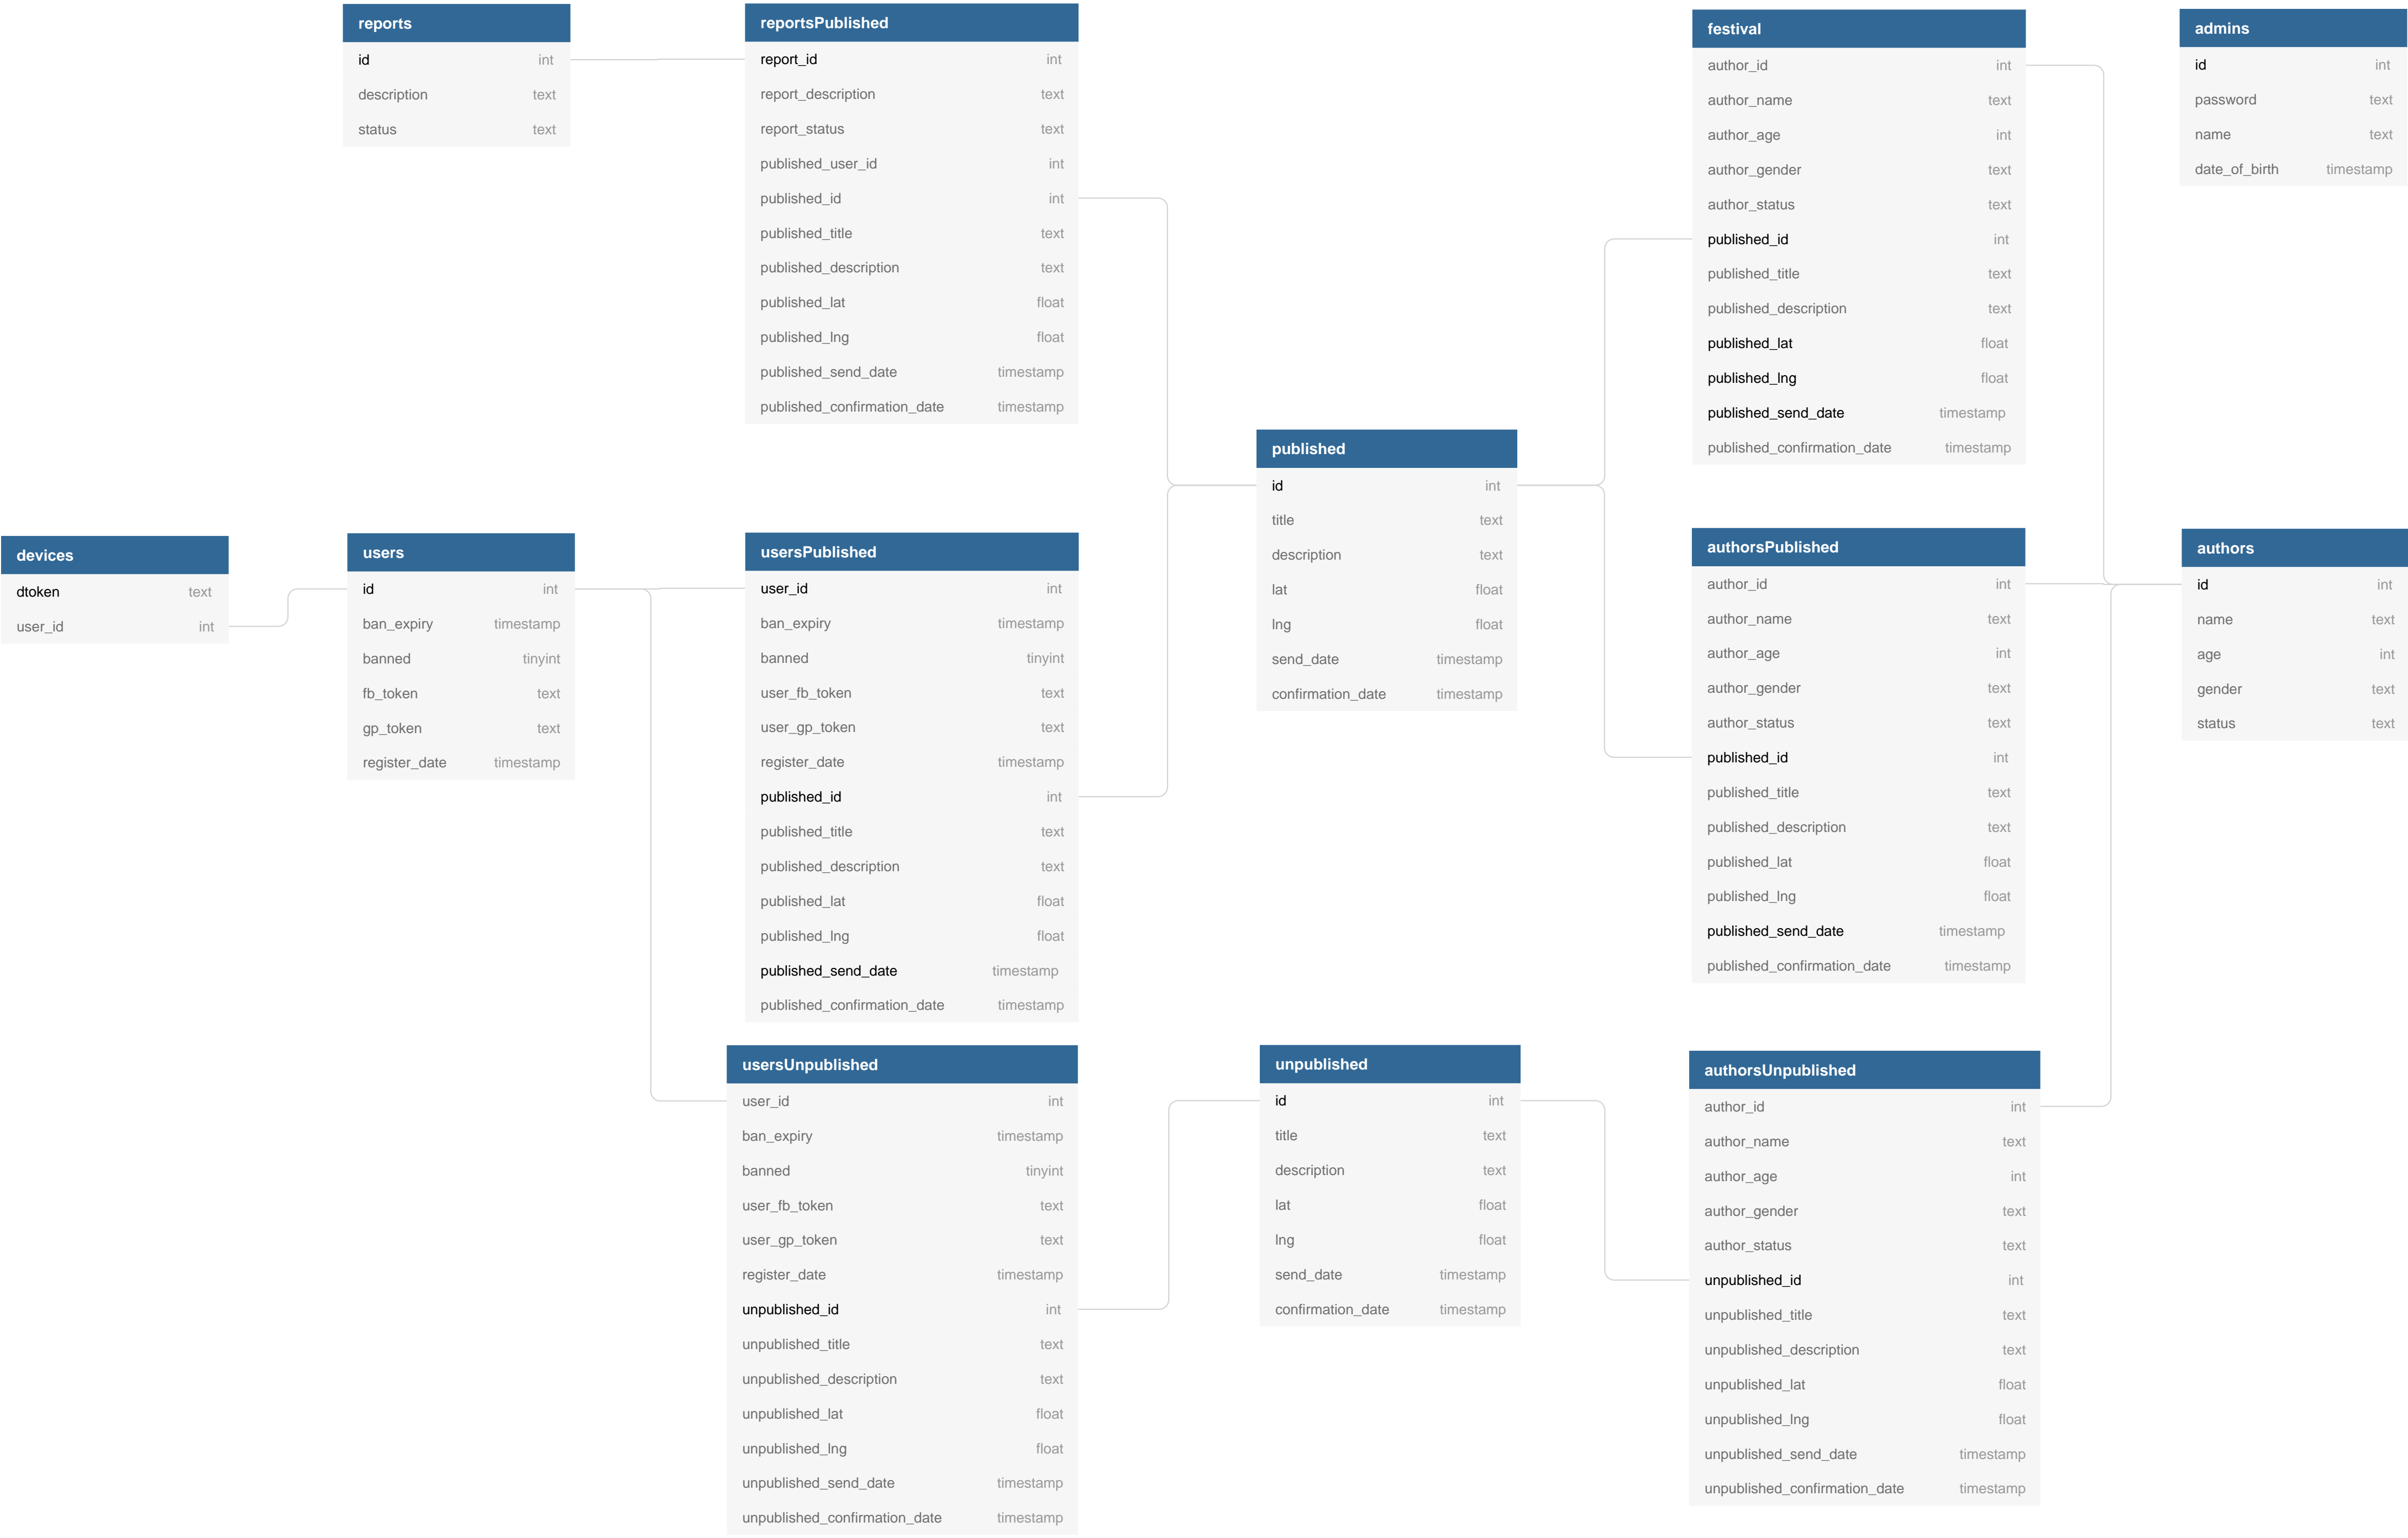 reports
id int
description text
status text
reportsPublished
report_id int
report_description text
report_status text
published_user_id int
published_id int
published_title text
published_description text
published_lat float
published_lng float
published_send_date timestamp
published_confirmation_date timestamp
festival
author_id int
author_name text
author_age int
author_gender text
author_status text
published_id int
published_title text
published_description text
published_lat float
published_lng float
published_send_date timestamp
published_confirmation_date timestamp
admins
id int
password text
name text
date_of_birth timestamp
devices
dtoken text
user_id int
users
id int
ban_expiry timestamp
banned tinyint
fb_token text
gp_token text
register_date timestamp
usersPublished
user_id int
ban_expiry timestamp
banned tinyint
user_fb_token text
user_gp_token text
register_date timestamp
published_id int
published_title text
published_description text
published_lat float
published_lng float
published_send_date timestamp
published_confirmation_date timestamp
published
id int
title text
description text
lat float
lng float
send_date timestamp
confirmation_date timestamp
authorsPublished
author_id int
author_name text
author_age int
author_gender text
author_status text
published_id int
published_title text
published_description text
published_lat float
published_lng float
published_send_date timestamp
published_confirmation_date timestamp
authors
id int
name text
age int
gender text
status text
usersUnpublished
user_id int
ban_expiry timestamp
banned tinyint
user_fb_token text
user_gp_token text
register_date timestamp
unpublished_id int
unpublished_title text
unpublished_description text
unpublished_lat float
unpublished_lng float
unpublished_send_date timestamp
unpublished_confirmation_date timestamp
unpublished
id int
title text
description text
lat float
lng float
send_date timestamp
confirmation_date timestamp
authorsUnpublished
author_id int
author_name text
author_age int
author_gender text
author_status text
unpublished_id int
unpublished_title text
unpublished_description text
unpublished_lat float
unpublished_lng float
unpublished_send_date timestamp
unpublished_confirmation_date timestamp